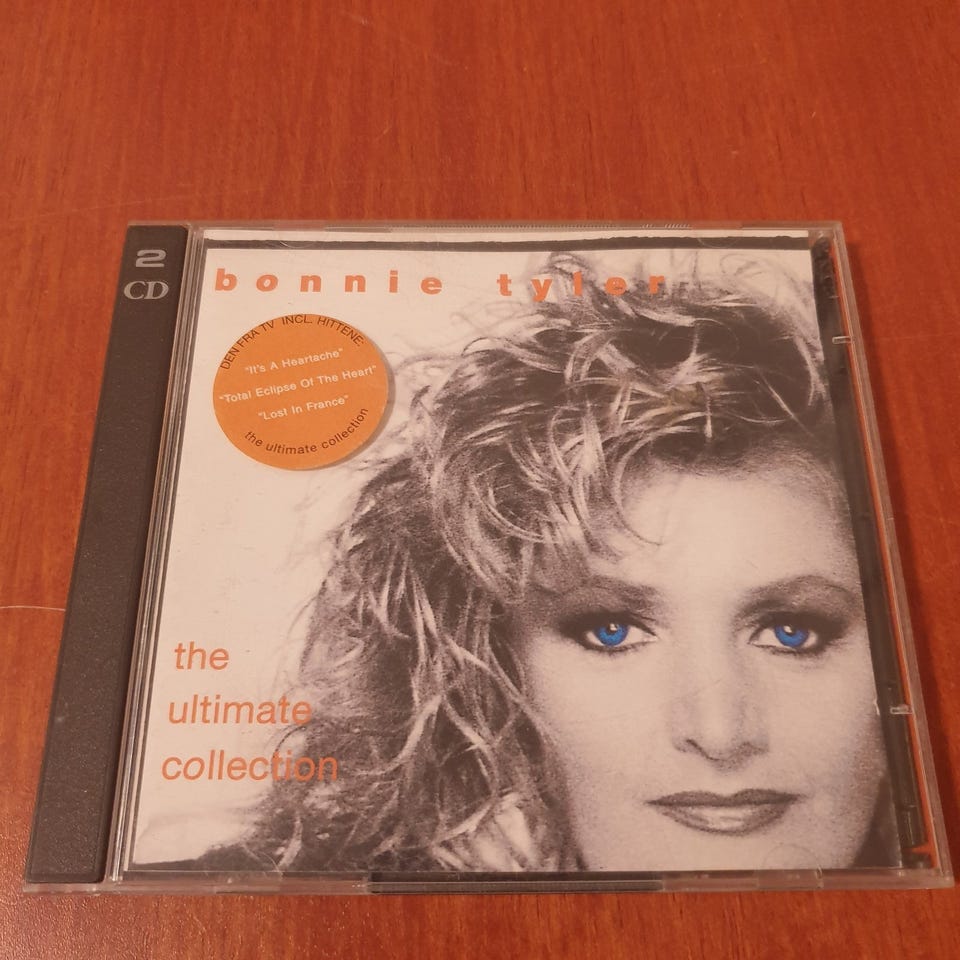 2
CD
bonnie tyler
DEN FRA TV INCL. HITTENE:
"It's A Heartache"
"Total Eclipse Of The Heart"
"Lost In France"
the ultimate collection
the
ultimate
collection